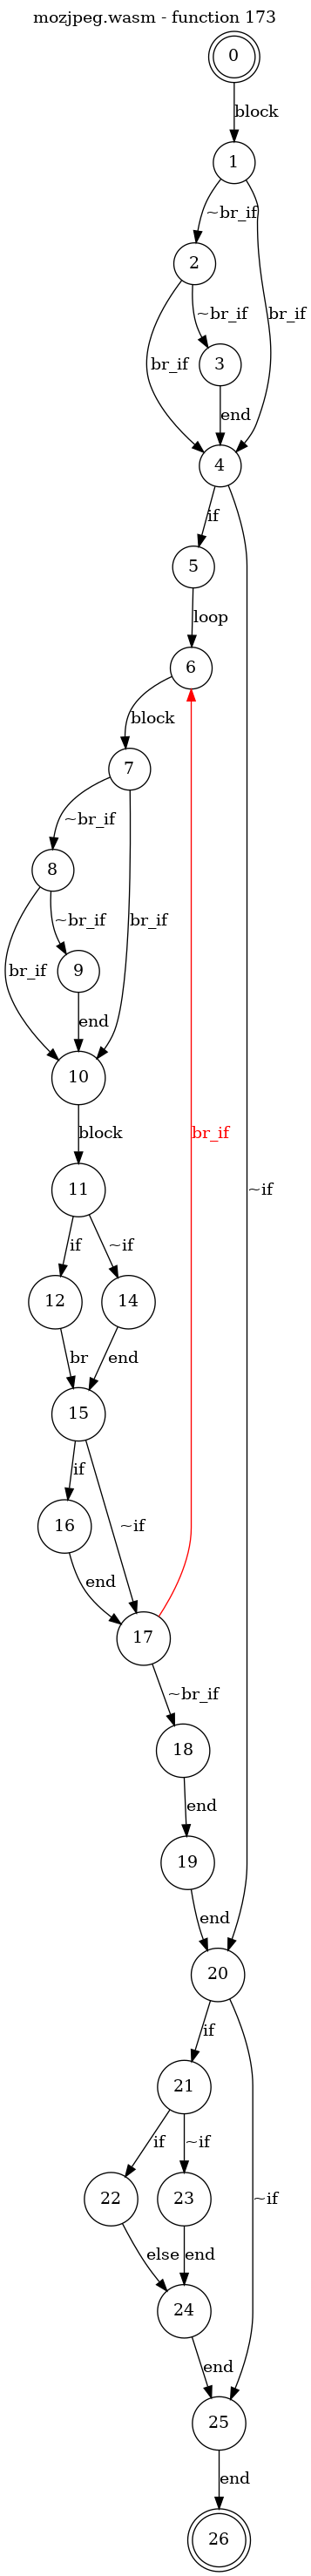 mozjpeg.wasm - function 173
0
block
1
~br_if
2
~br_if
br_if
br_if
3
end
4
if
5
loop
6
block
7
~br_if
8
~br_if
br_if
br_if
9
end
10
block
br_if
~if
11
if
~if
12
14
br
end
15
if
~if
16
end
17
~br_if
18
end
19
end
20
if
21
if
~if
~if
22
23
else
end
24
end
25
end
26